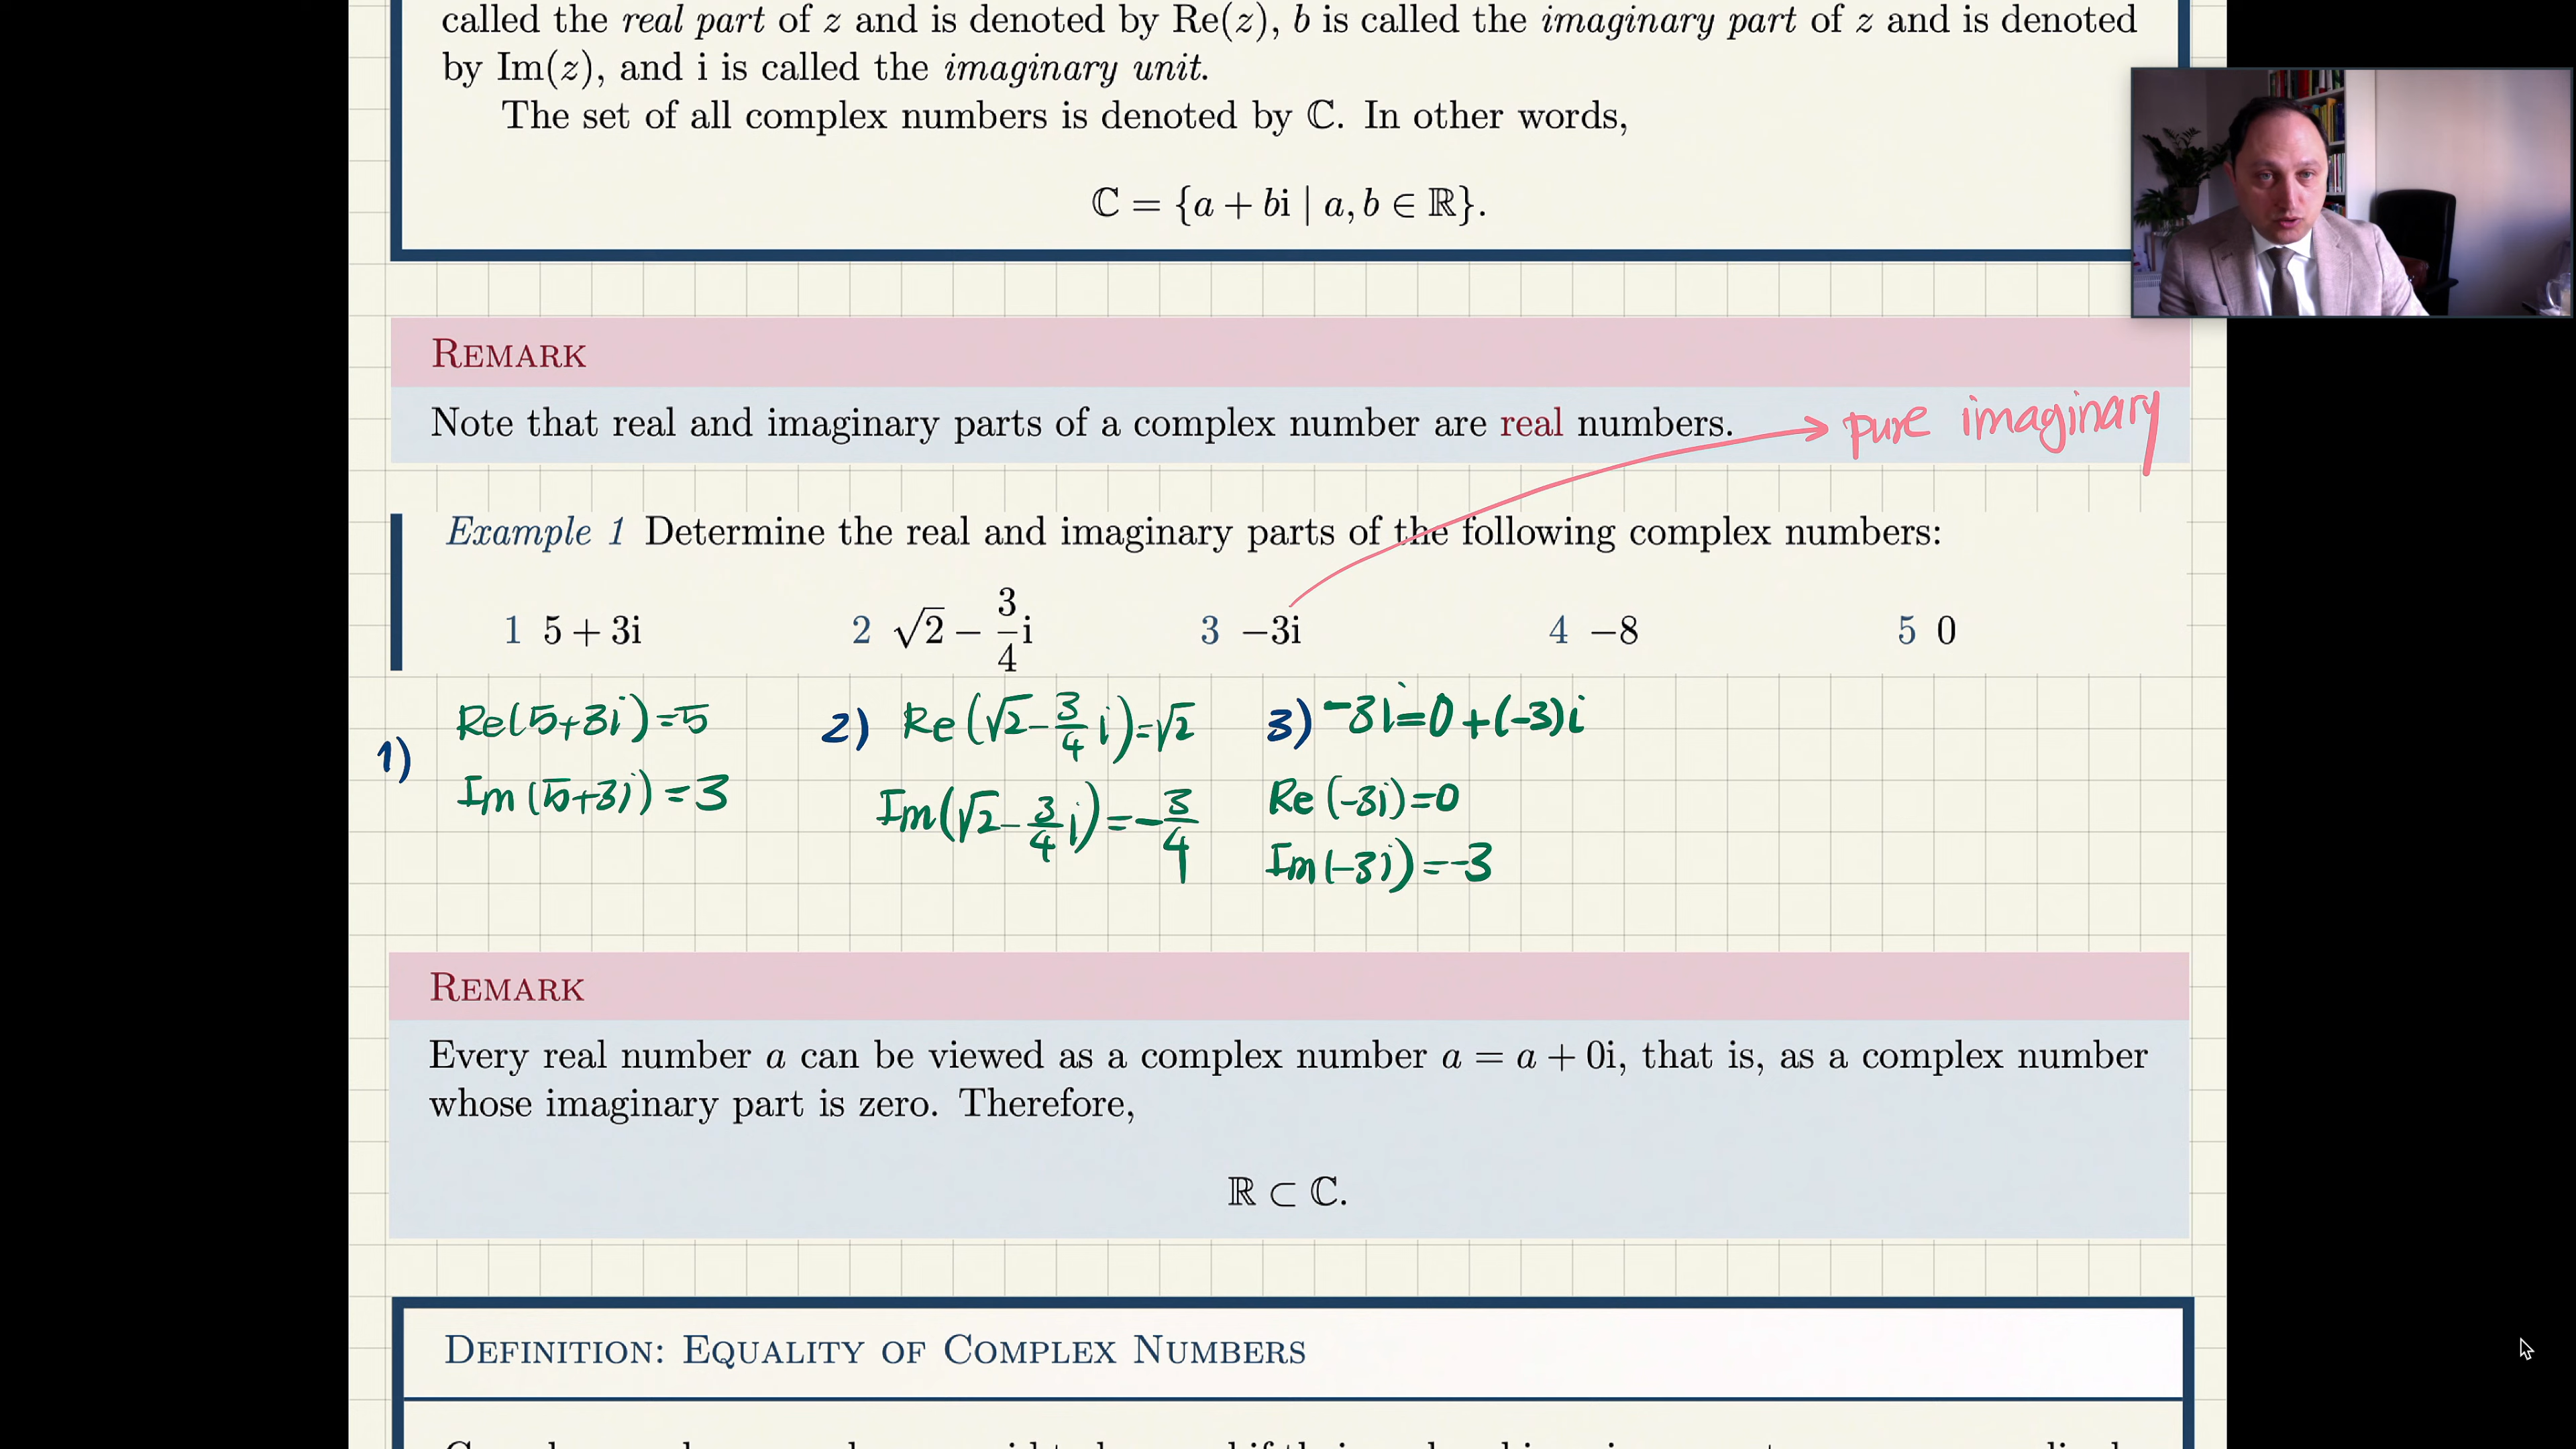 called the real part of z and is denoted by Re(z), b is called the imaginary part of z and is denoted
by Im(z), and i is called the imaginary unit.
The set of all complex numbers is denoted by ℂ. In other words,
ℂ = {a + bi | a, b ∈ ℝ}.
REMARK
Note that real and imaginary parts of a complex number are real numbers.
pure imaginary
Example 1 Determine the real and imaginary parts of the following complex numbers:
1 5 + 3i
2 √2 − 3/4 i
3 −3i
4 −8
5 0
1)
Re(5+3i)=5
Im(5+3i)=3
2) Re(√2-3/4 i)=√2
Im(√2-3/4 i)=-3/4
3) -3i=0+(-3)i
Re(-3i)=0
Im(-3i)=-3
REMARK
Every real number a can be viewed as a complex number a = a + 0i, that is, as a complex number
whose imaginary part is zero. Therefore,
ℝ ⊂ ℂ.
DEFINITION: EQUALITY OF COMPLEX NUMBERS